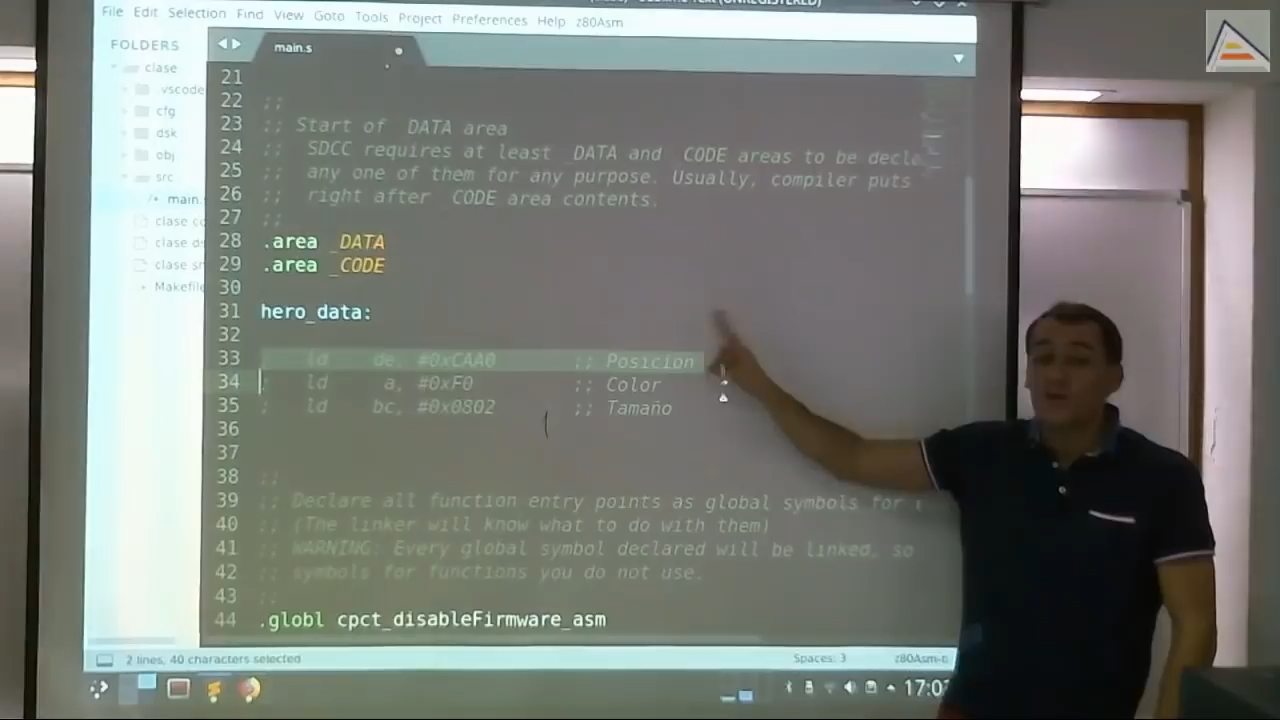 File Edit Selection Find View Goto Tools Project Preferences Help z80Asm
FOLDERS
clase
.vscode
cfg
dsk
obj
src
main.
clase
clase
clase
Makefile
main.s
21
22 ;;
23 ;; Start of _DATA area
24 ;; SDCC requires at least _DATA and _CODE areas to be decla
25 ;; any one of them for any purpose. Usually, compiler puts
26 ;; right after _CODE area contents.
27 ;;
28 .area _DATA
29 .area _CODE
30
31 hero_data:
32
33 ; ld de, #0xCAA0 ;; Posicion
34 ; ld a, #0xF0 ;; Color
35 ; ld bc, #0x0802 ;; Tamaño
36
37
38 ;;
39 ;; Declare all function entry points as global symbols for
40 ;; (The linker will know what to do with them)
41 ;; WARNING: Every global symbol declared will be linked, so
42 ;; symbols for functions you do not use.
43 ;;
44 .globl cpct_disableFirmware_asm
2 lines, 40 characters selected
Spaces: 3
z80Asm-
17:02